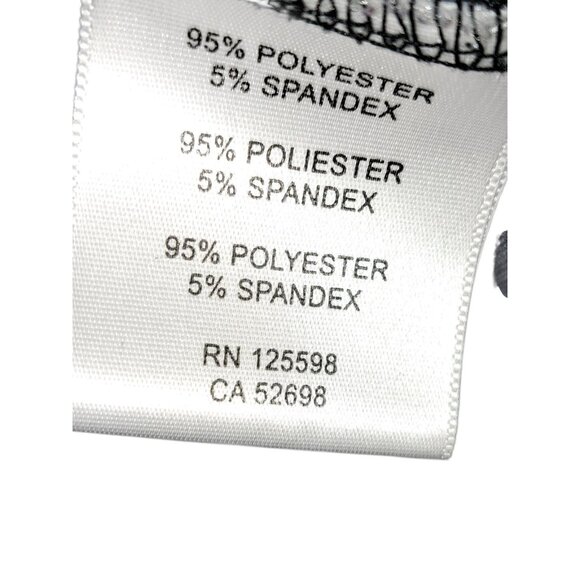 95% POLYESTER
5% SPANDEX
95% POLIESTER
5% SPANDEX
95% POLYESTER
5% SPANDEX
RN 125598
CA 52698